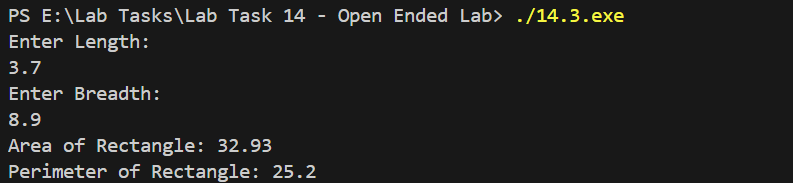 PS E:\Lab Tasks\Lab Task 14 - Open Ended Lab> ./14.3.exe
Enter Length:
3.7
Enter Breadth:
8.9
Area of Rectangle: 32.93
Perimeter of Rectangle: 25.2